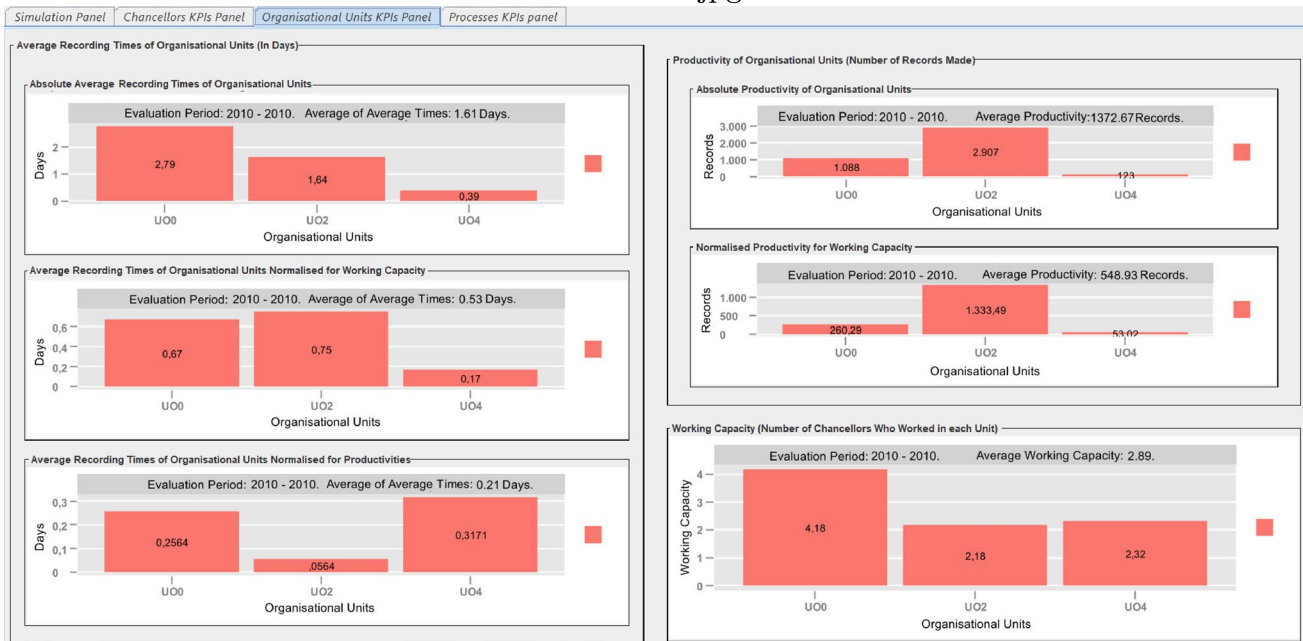 Simulation Panel Chancellors KPIs Panel Organisational Units KPIs Panel Processes KPIs panel
Average Recording Times of Organisational Units (In Days)
Absolute Average Recording Times of Organisational Units
Evaluation Period: 2010 - 2010. Average of Average Times: 1.61 Days.
Days
2
1
0
2,79
1,64
0,39
UO0 UO2 UO4
Organisational Units
Average Recording Times of Organisational Units Normalised for Working Capacity
Evaluation Period: 2010 - 2010. Average of Average Times: 0.53 Days.
Days
0,6
0,4
0,2
0
0,67
0,75
0,17
UO0 UO2 UO4
Organisational Units
Average Recording Times of Organisational Units Normalised for Productivities
Evaluation Period: 2010 - 2010. Average of Average Times: 0.21 Days.
Days
0,3
0,2
0,1
0
0,2564
,0564
0,3171
UO0 UO2 UO4
Organisational Units
Productivity of Organisational Units (Number of Records Made)
Absolute Productivity of Organisational Units
Evaluation Period: 2010 - 2010. Average Productivity:1372.67 Records.
Records
3.000
2.000
1.000
0
1.088
2.907
123
UO0 UO2 UO4
Organisational Units
Normalised Productivity for Working Capacity
Evaluation Period: 2010 - 2010. Average Productivity: 548.93 Records.
Records
1.000
500
0
260,29
1.333,49
53,02
UO0 UO2 UO4
Organisational Units
Working Capacity (Number of Chancellors Who Worked in each Unit)
Evaluation Period: 2010 - 2010. Average Working Capacity: 2.89.
Working Capacity
4
3
2
1
0
4,18
2,18
2,32
UO0 UO2 UO4
Organisational Units